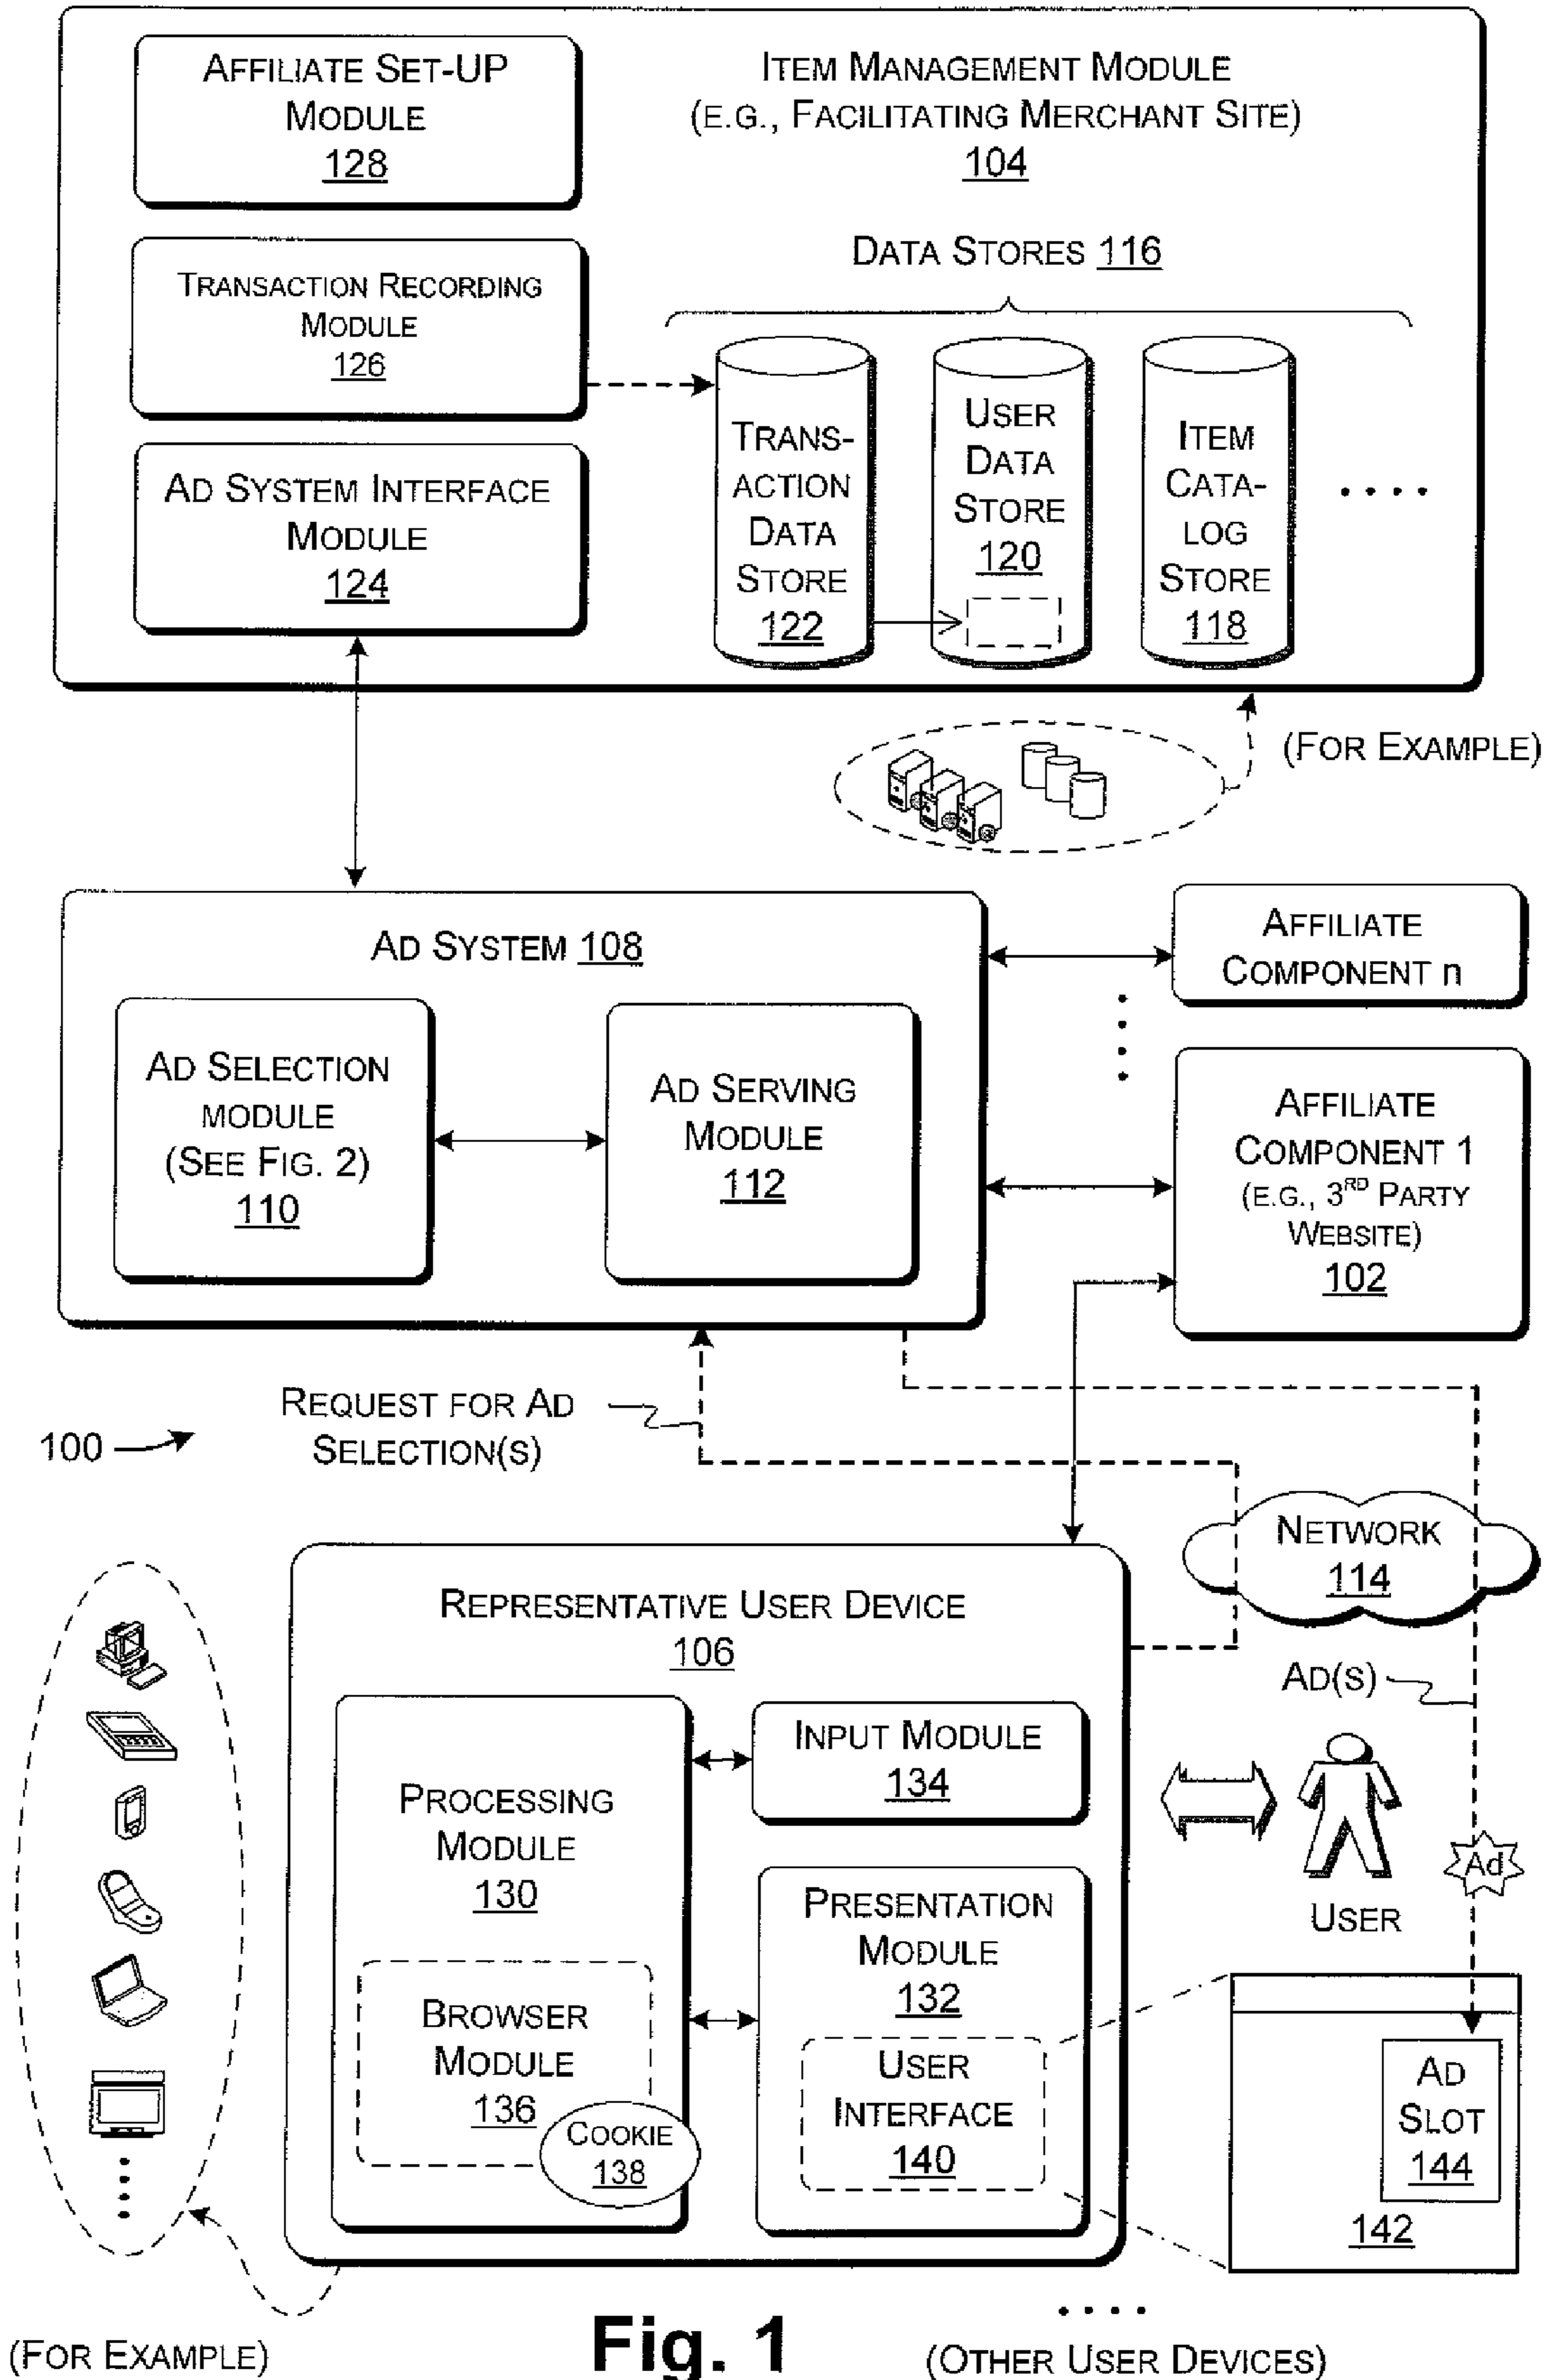 AFFILIATE SET-UP
MODULE
128
ITEM MANAGEMENT MODULE
(E.G., FACILITATING MERCHANT SITE)
104
TRANSACTION RECORDING
MODULE
126
DATA STORES 116
AD SYSTEM INTERFACE
MODULE
124
TRANS-
ACTION
DATA
STORE
122
USER
DATA
STORE
120
ITEM
CATA-
LOG
STORE
118
(FOR EXAMPLE)
AD SYSTEM 108
AD SELECTION
MODULE
(SEE FIG. 2)
110
AD SERVING
MODULE
112
AFFILIATE
COMPONENT n
AFFILIATE
COMPONENT 1
(E.G., 3RD PARTY
WEBSITE)
102
REQUEST FOR AD
SELECTION(S)
100
NETWORK
114
REPRESENTATIVE USER DEVICE
106
AD(S)
INPUT MODULE
134
PROCESSING
MODULE
130
PRESENTATION
MODULE
132
USER
Ad
BROWSER
MODULE
136
COOKIE
138
USER
INTERFACE
140
AD
SLOT
144
142
(FOR EXAMPLE)
Fig. 1
(OTHER USER DEVICES)